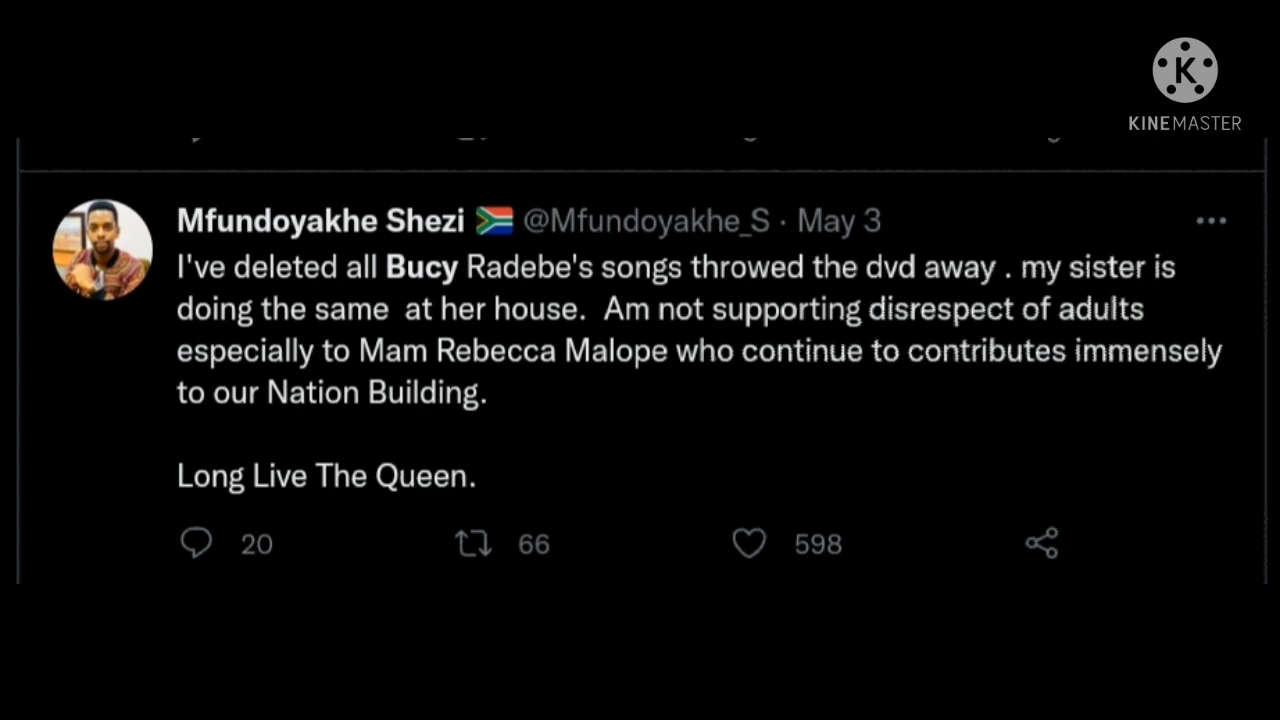 K
KINEMASTER
Mfundoyakhe Shezi 🇿🇦 @Mfundoyakhe_S · May 3
I've deleted all Bucy Radebe's songs throwed the dvd away . my sister is
doing the same  at her house.  Am not supporting disrespect of adults
especially to Mam Rebecca Malope who continue to contributes immensely
to our Nation Building.
Long Live The Queen.
20 66 598